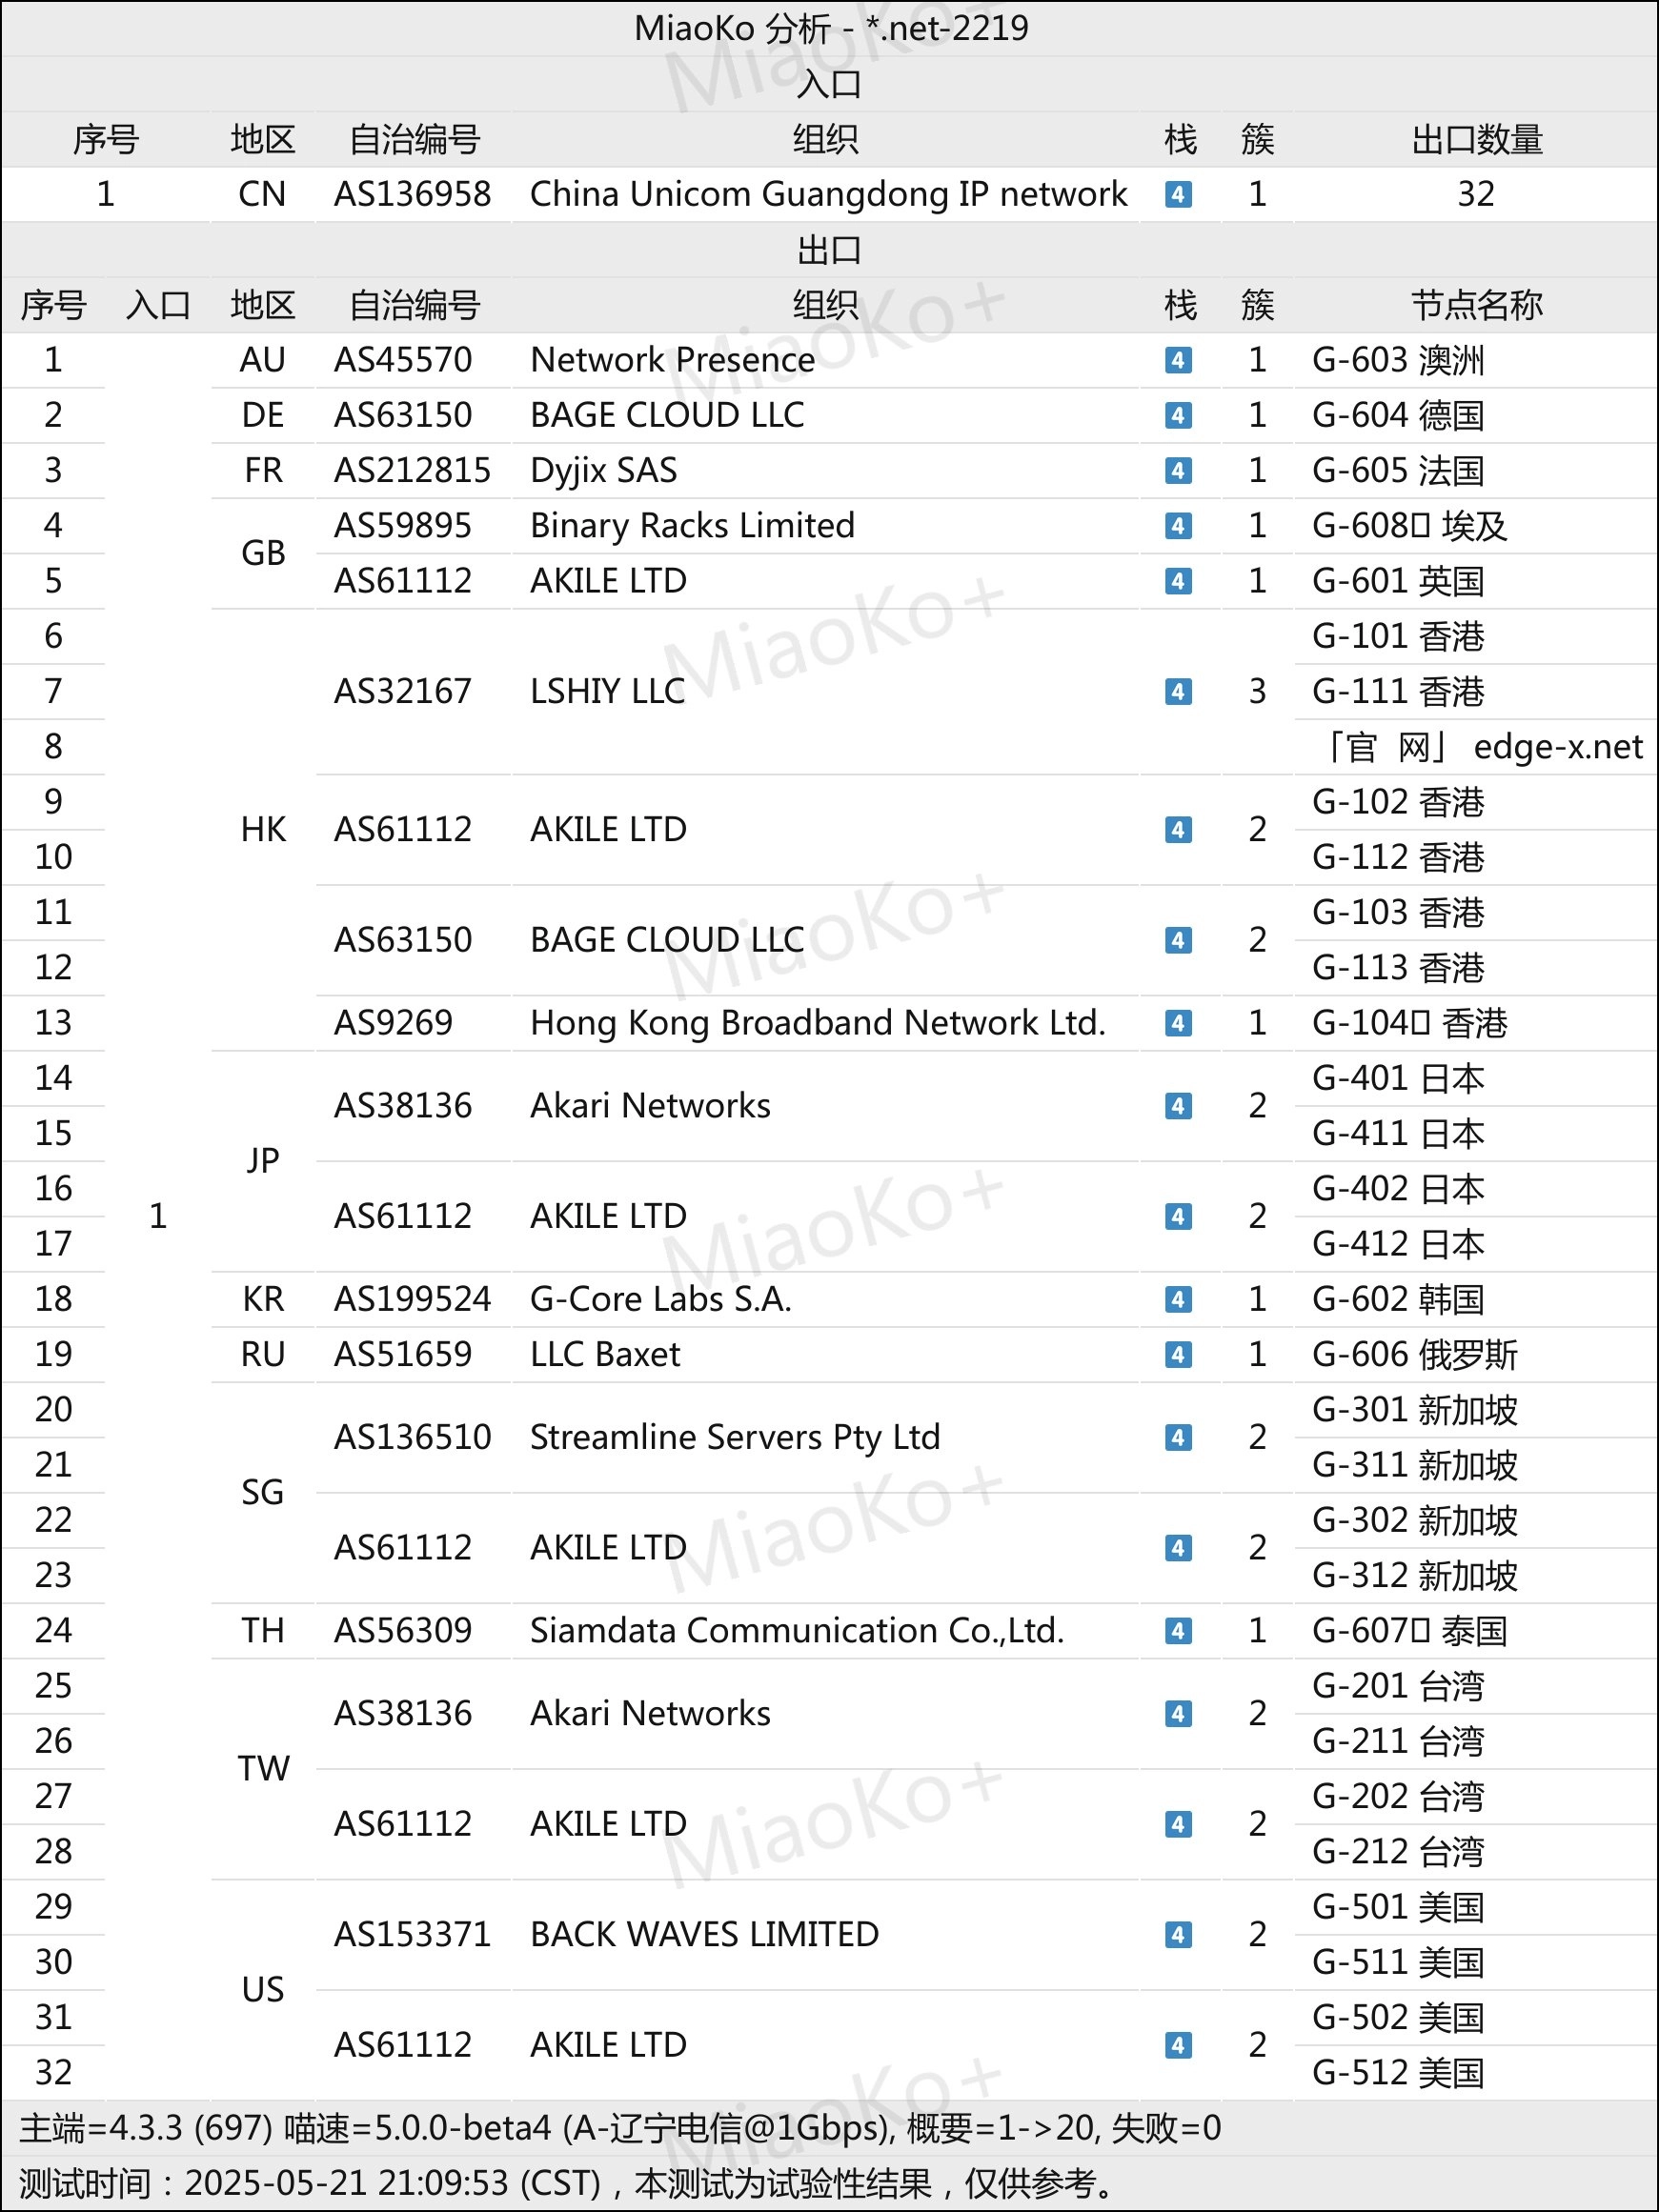 MiaoKo 分析 - *.net-2219
入口
序号 地区 自治编号 组织 栈 簇 出口数量
1 CN AS136958 China Unicom Guangdong IP network 4 1 32
出口
序号 入口 地区 自治编号 组织 栈 簇 节点名称
1 AU AS45570 Network Presence 4 1 G-603 澳洲
2 DE AS63150 BAGE CLOUD LLC 4 1 G-604 德国
3 FR AS212815 Dyjix SAS 4 1 G-605 法国
4 GB AS59895 Binary Racks Limited 4 1 G-608 埃及
5 AS61112 AKILE LTD 4 1 G-601 英国
6 G-101 香港
7 AS32167 LSHIY LLC 4 3 G-111 香港
8 「官 网」 edge-x.net
9 G-102 香港
HK AS61112 AKILE LTD 4 2
10 G-112 香港
11 G-103 香港
AS63150 BAGE CLOUD LLC 4 2
12 G-113 香港
13 AS9269 Hong Kong Broadband Network Ltd. 4 1 G-104 香港
14 G-401 日本
AS38136 Akari Networks 4 2
15 G-411 日本
JP
16 G-402 日本
1 AS61112 AKILE LTD 4 2
17 G-412 日本
18 KR AS199524 G-Core Labs S.A. 4 1 G-602 韩国
19 RU AS51659 LLC Baxet 4 1 G-606 俄罗斯
20 G-301 新加坡
AS136510 Streamline Servers Pty Ltd 4 2
21 G-311 新加坡
SG
22 G-302 新加坡
AS61112 AKILE LTD 4 2
23 G-312 新加坡
24 TH AS56309 Siamdata Communication Co.,Ltd. 4 1 G-607 泰国
25 G-201 台湾
AS38136 Akari Networks 4 2
26 G-211 台湾
TW
27 G-202 台湾
AS61112 AKILE LTD 4 2
28 G-212 台湾
29 G-501 美国
AS153371 BACK WAVES LIMITED 4 2
30 G-511 美国
US
31 G-502 美国
AS61112 AKILE LTD 4 2
32 G-512 美国
主端=4.3.3 (697) 喵速=5.0.0-beta4 (A-辽宁电信@1Gbps), 概要=1->20, 失败=0
测试时间：2025-05-21 21:09:53 (CST)，本测试为试验性结果，仅供参考。
MiaoKo+
MiaoKo+
MiaoKo+
MiaoKo+
MiaoKo+
MiaoKo+
MiaoKo+
MiaoKo+